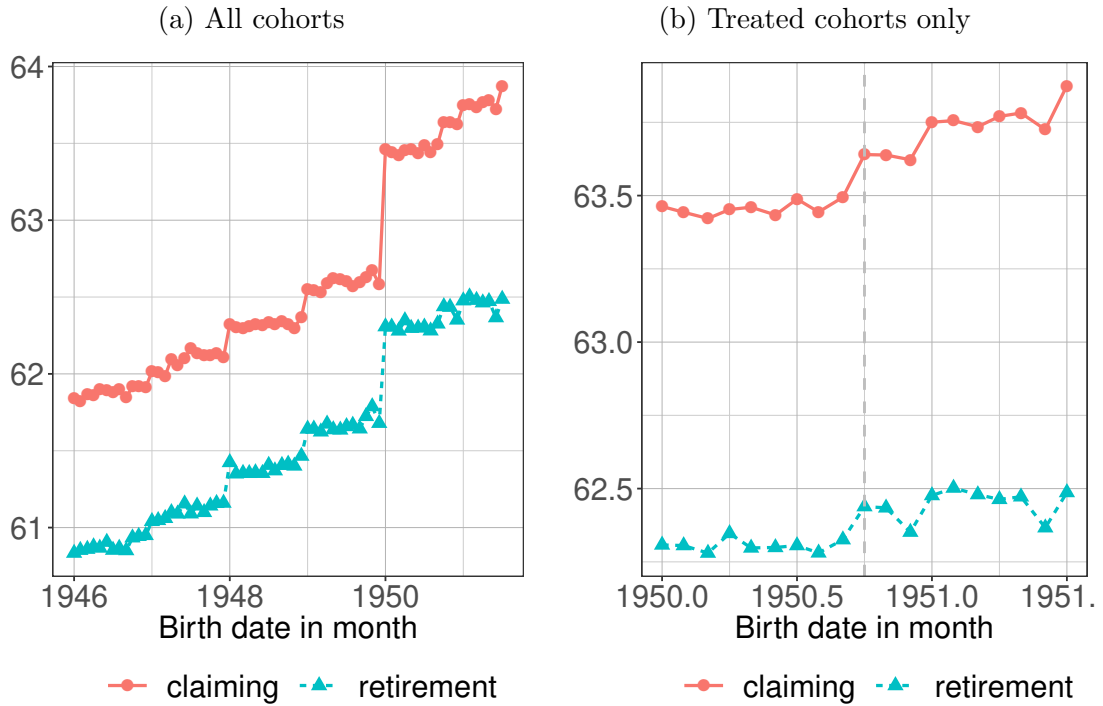 (a) All cohorts
64
63
62
61
1946 1948 1950
Birth date in month
claiming retirement
(b) Treated cohorts only
63.5
63.0
62.5
1950.0 1950.5 1951.0 1951.
Birth date in month
claiming retirement